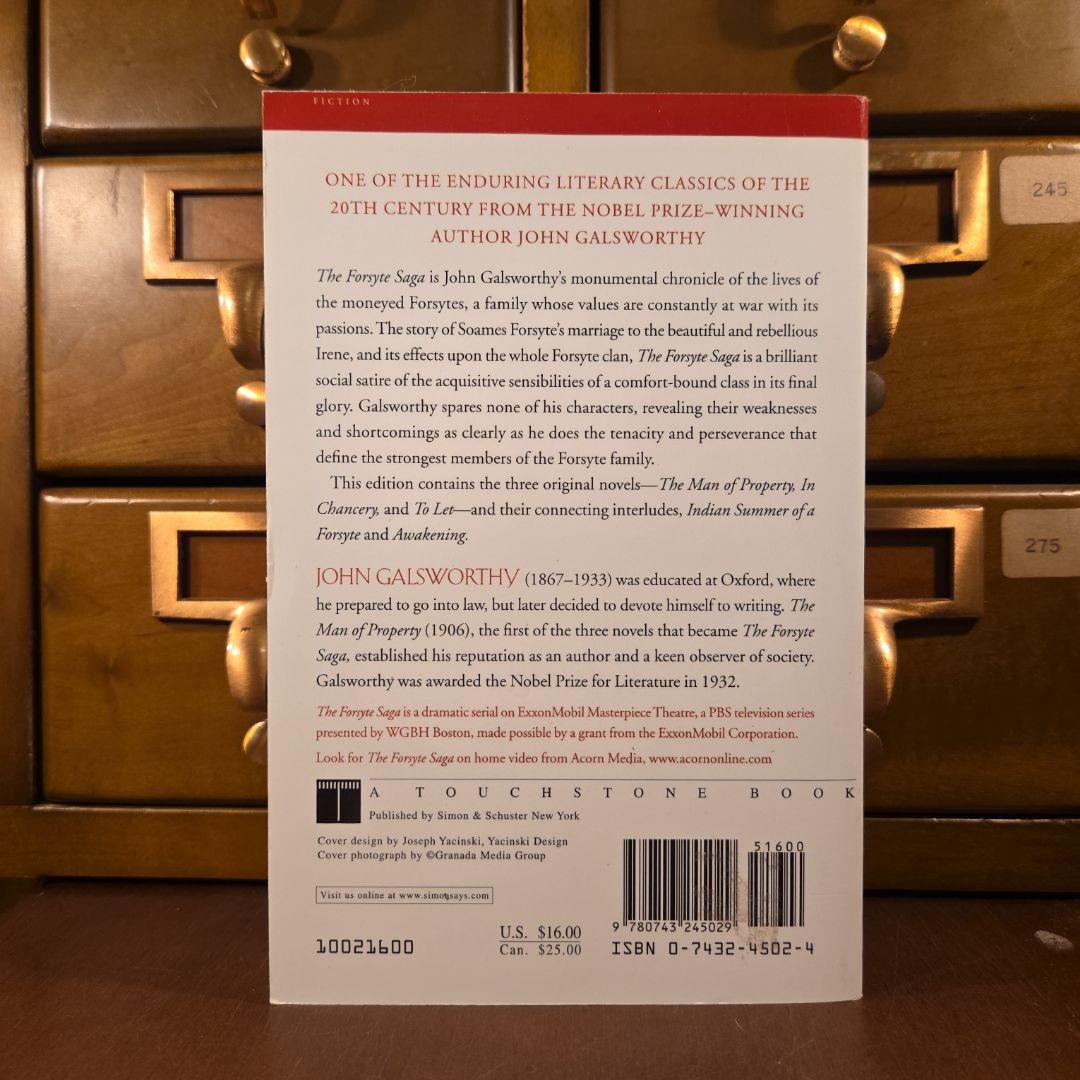 FICTION
ONE OF THE ENDURING LITERARY CLASSICS OF THE
20TH CENTURY FROM THE NOBEL PRIZE–WINNING
AUTHOR JOHN GALSWORTHY
The Forsyte Saga is John Galsworthy's monumental chronicle of the lives of
the moneyed Forsytes, a family whose values are constantly at war with its
passions. The story of Soames Forsyte's marriage to the beautiful and rebellious
Irene, and its effects upon the whole Forsyte clan, The Forsyte Saga is a brilliant
social satire of the acquisitive sensibilities of a comfort-bound class in its final
glory. Galsworthy spares none of his characters, revealing their weaknesses
and shortcomings as clearly as he does the tenacity and perseverance that
define the strongest members of the Forsyte family.
This edition contains the three original novels—The Man of Property, In
Chancery, and To Let—and their connecting interludes, Indian Summer of a
Forsyte and Awakening.
JOHN GALSWORTHY (1867–1933) was educated at Oxford, where
he prepared to go into law, but later decided to devote himself to writing. The
Man of Property (1906), the first of the three novels that became The Forsyte
Saga, established his reputation as an author and a keen observer of society.
Galsworthy was awarded the Nobel Prize for Literature in 1932.
The Forsyte Saga is a dramatic serial on ExxonMobil Masterpiece Theatre, a PBS television series
presented by WGBH Boston, made possible by a grant from the ExxonMobil Corporation.
Look for The Forsyte Saga on home video from Acorn Media, www.acornonline.com
A TOUCHSTONE BOOK
Published by Simon & Schuster New York
Cover design by Joseph Yacinski, Yacinski Design
Cover photograph by ©Granada Media Group
Visit us online at www.simonsays.com
10021600
U.S. $16.00
Can. $25.00
51600
9 780743 245029
ISBN 0-7432-4502-4
245
275